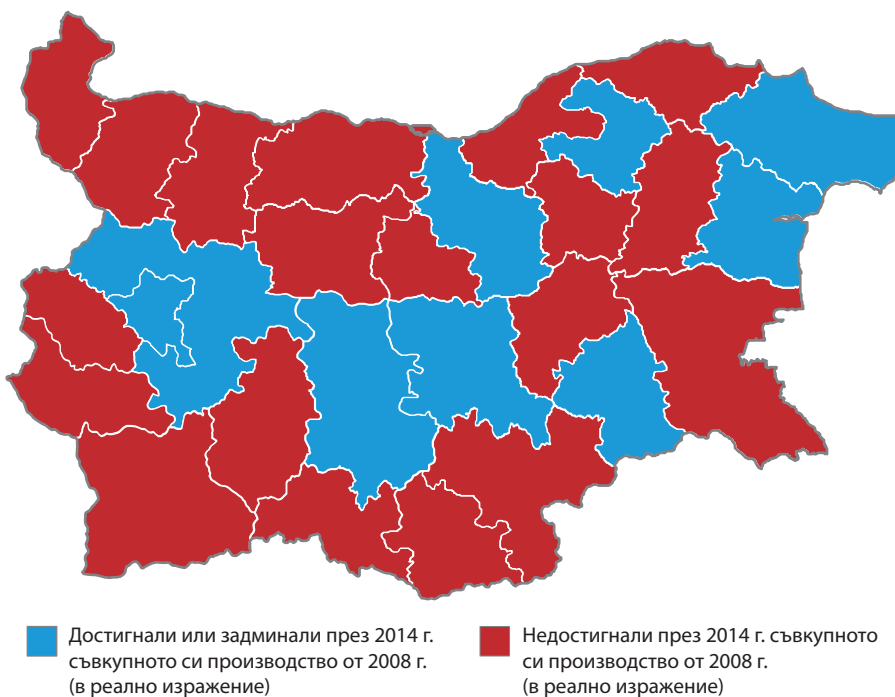 Достигнали или задминали през 2014 г.
съвкупното си производство от 2008 г.
(в реално изражение)
Недостигнали през 2014 г. съвкупното
си производство от 2008 г.
(в реално изражение)